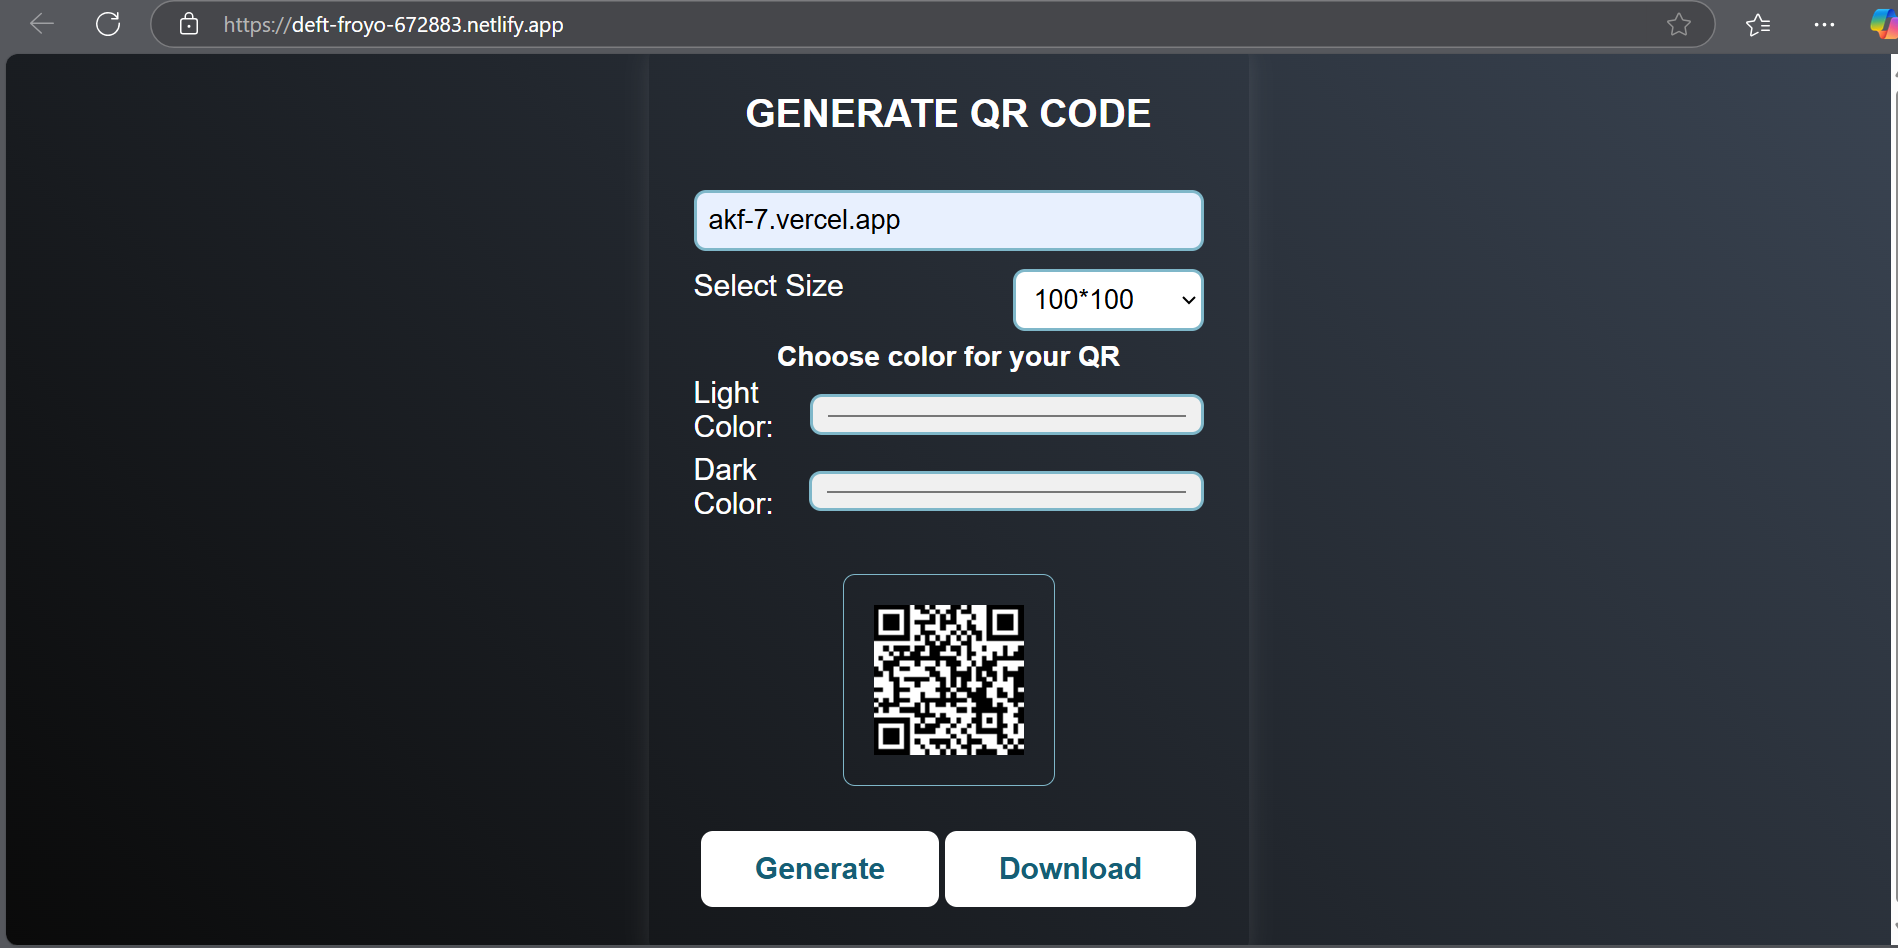 https://deft-froyo-672883.netlify.app
GENERATE QR CODE
akf-7.vercel.app
Select Size
100*100
Choose color for your QR
Light
Color:
Dark
Color:
Generate
Download